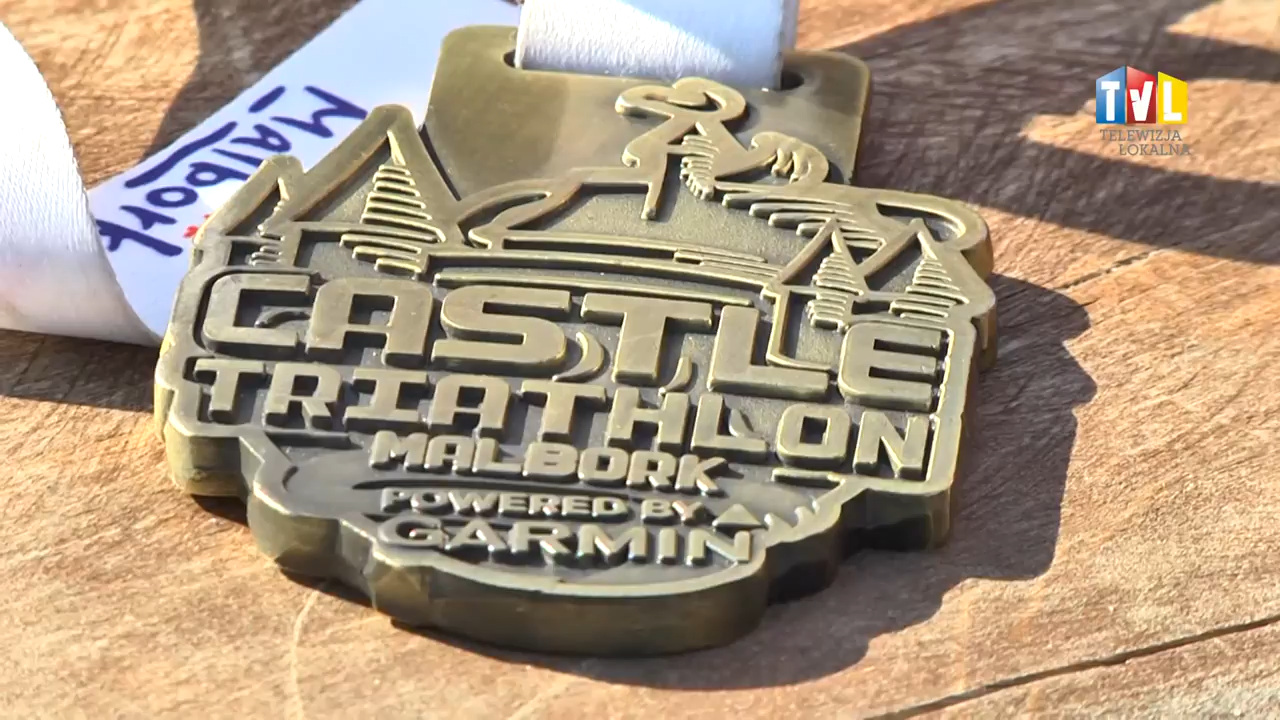 TVL
TELEWIZJA
LOKALNA
Malbork
CASTLE
TRIATHLON
MALBORK
POWERED BY
GARMIN